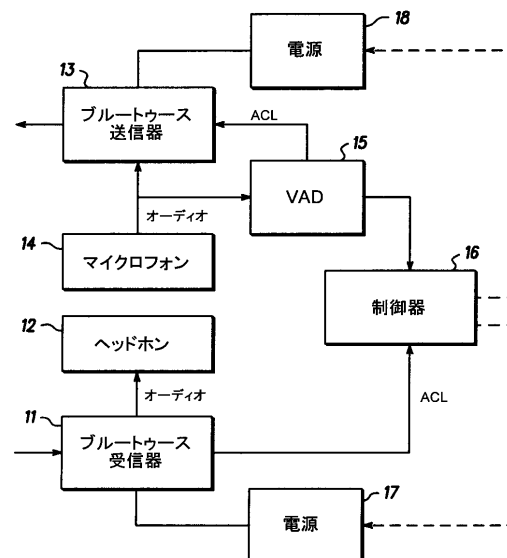 18
電源
13
ブルートゥース
送信器
ACL
15
VAD
オーディオ
14
マイクロフォン
16
制御器
12
ヘッドホン
オーディオ
ACL
11
ブルートゥース
受信器
17
電源